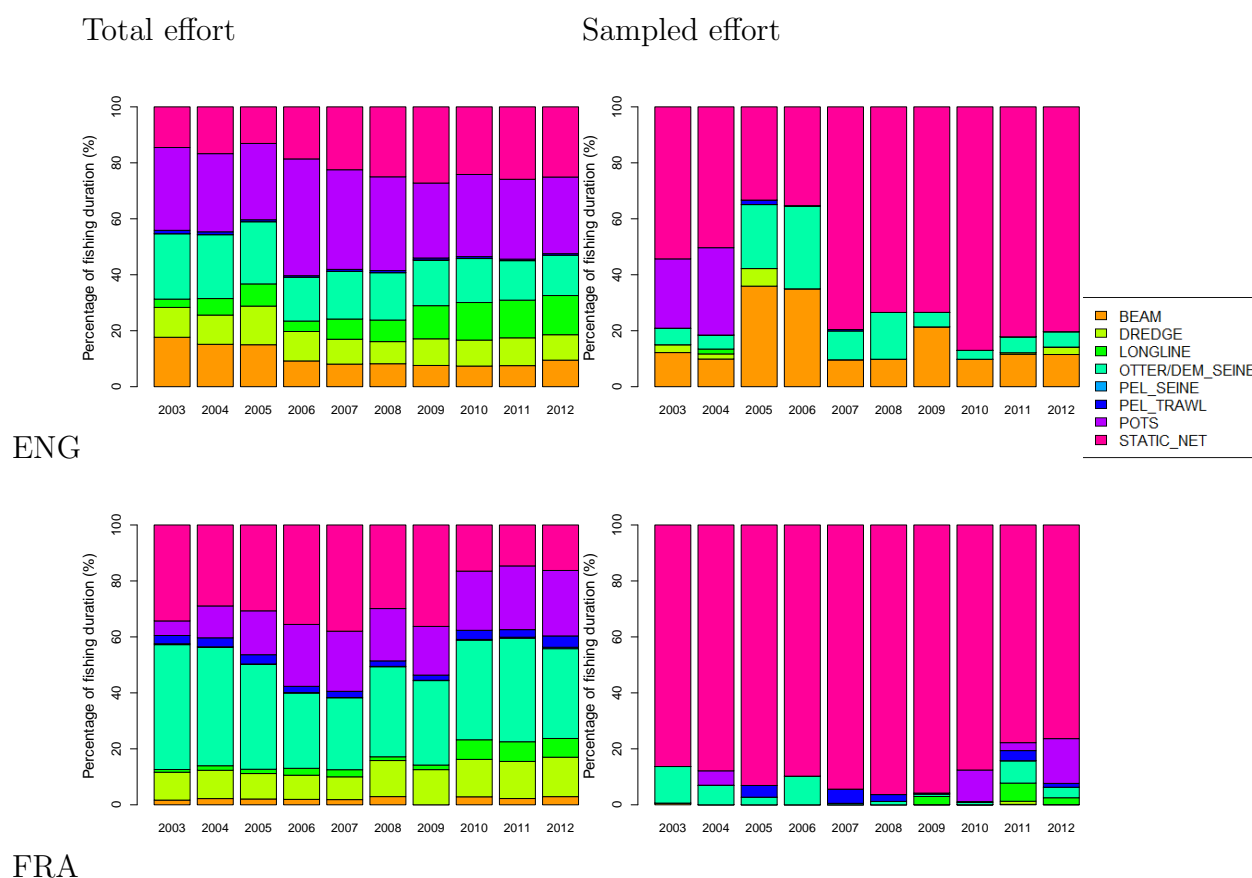 Total effort
Sampled effort
Percentage of fishing duration (%)
0 20 40 60 80 100
2003 2004 2005 2006 2007 2008 2009 2010 2011 2012
Percentage of fishing duration (%)
0 20 40 60 80 100
2003 2004 2005 2006 2007 2008 2009 2010 2011 2012
BEAM
DREDGE
LONGLINE
OTTER/DEM_SEINE
PEL_SEINE
PEL_TRAWL
POTS
STATIC_NET
ENG
Percentage of fishing duration (%)
0 20 40 60 80 100
2003 2004 2005 2006 2007 2008 2009 2010 2011 2012
Percentage of fishing duration (%)
0 20 40 60 80 100
2003 2004 2005 2006 2007 2008 2009 2010 2011 2012
FRA